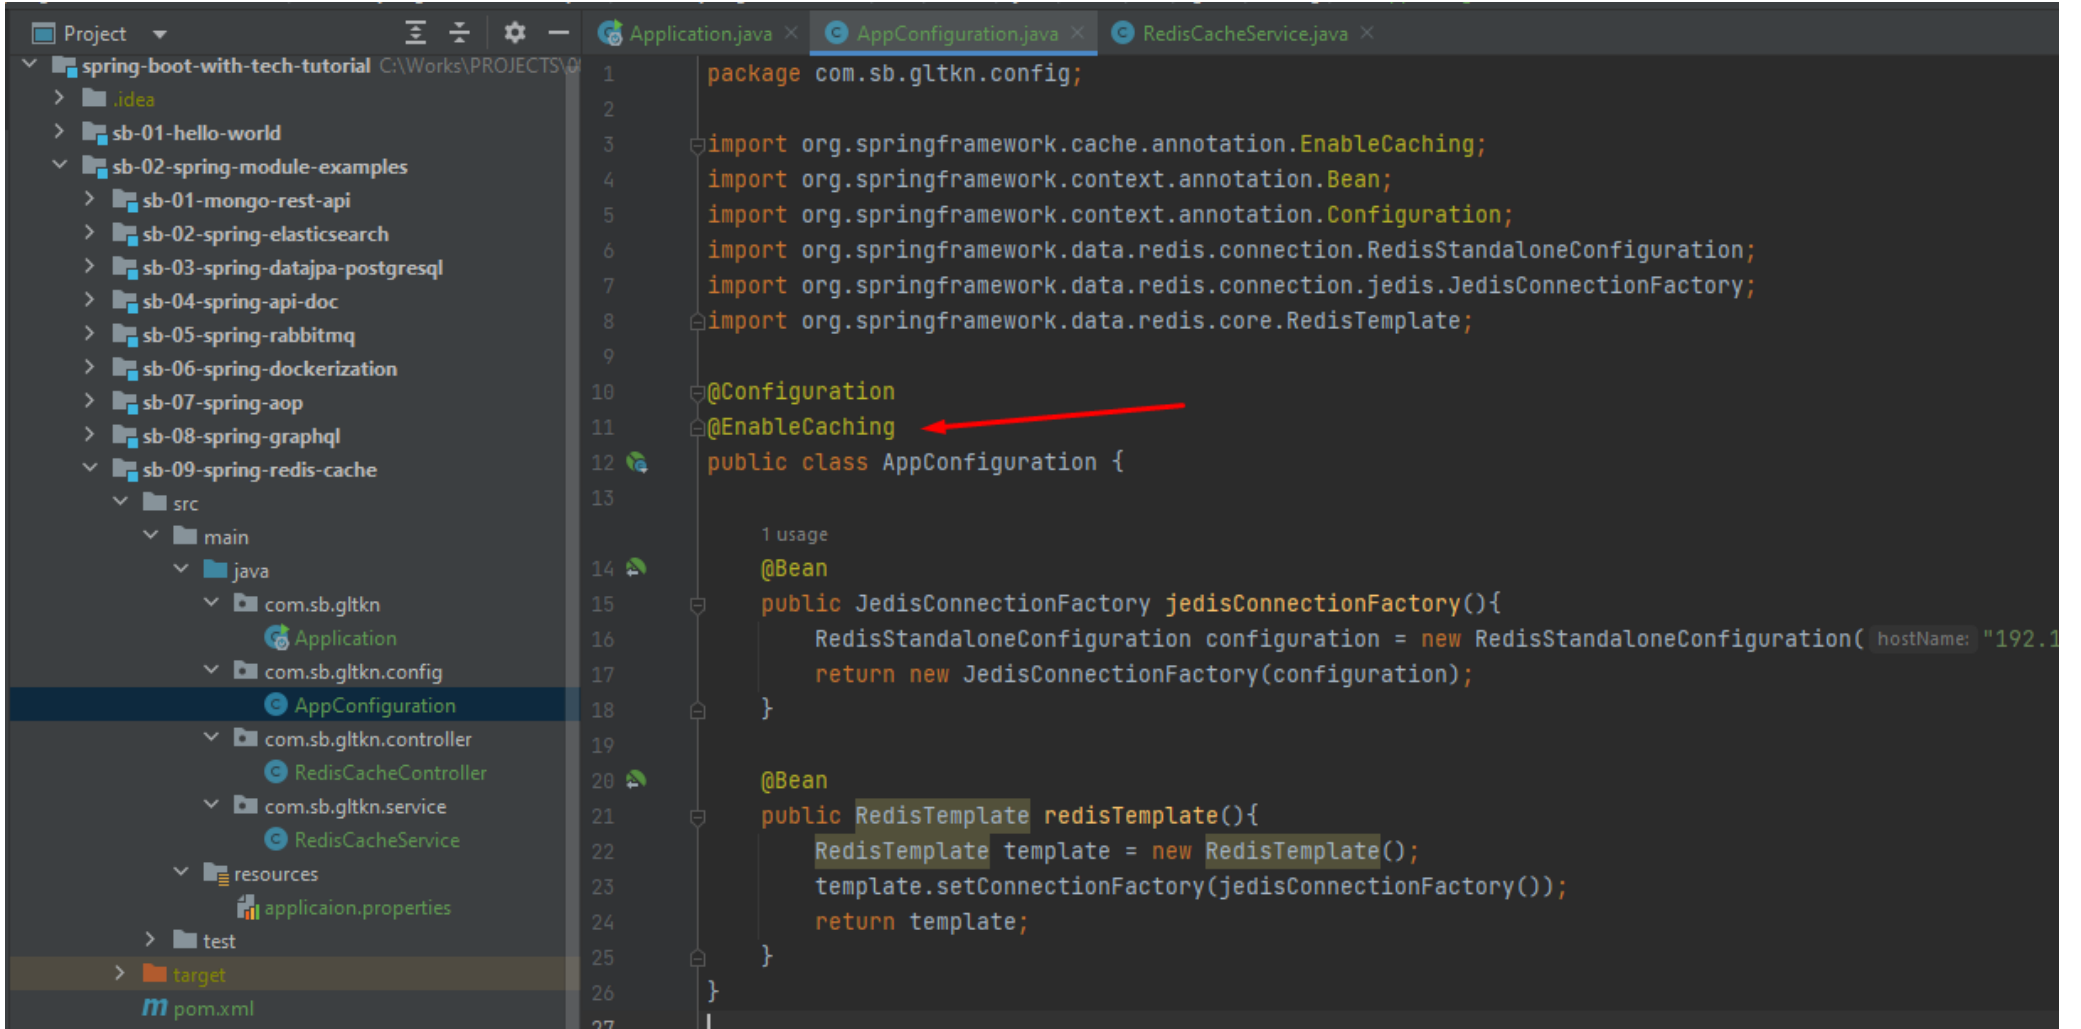 Project
spring-boot-with-tech-tutorial C:\Works\PROJECTS\0
.idea
sb-01-hello-world
sb-02-spring-module-examples
sb-01-mongo-rest-api
sb-02-spring-elasticsearch
sb-03-spring-datajpa-postgresql
sb-04-spring-api-doc
sb-05-spring-rabbitmq
sb-06-spring-dockerization
sb-07-spring-aop
sb-08-spring-graphql
sb-09-spring-redis-cache
src
main
java
com.sb.gltkn
Application
com.sb.gltkn.config
AppConfiguration
com.sb.gltkn.controller
RedisCacheController
com.sb.gltkn.service
RedisCacheService
resources
applicaion.properties
test
target
pom.xml
Application.java AppConfiguration.java RedisCacheService.java
1 package com.sb.gltkn.config;
2
3 import org.springframework.cache.annotation.EnableCaching;
4 import org.springframework.context.annotation.Bean;
5 import org.springframework.context.annotation.Configuration;
6 import org.springframework.data.redis.connection.RedisStandaloneConfiguration;
7 import org.springframework.data.redis.connection.jedis.JedisConnectionFactory;
8 import org.springframework.data.redis.core.RedisTemplate;
9
10 @Configuration
11 @EnableCaching
12 public class AppConfiguration {
13
1 usage
14 @Bean
15 public JedisConnectionFactory jedisConnectionFactory(){
16 RedisStandaloneConfiguration configuration = new RedisStandaloneConfiguration( hostName: "192.1
17 return new JedisConnectionFactory(configuration);
18 }
19
20 @Bean
21 public RedisTemplate redisTemplate(){
22 RedisTemplate template = new RedisTemplate();
23 template.setConnectionFactory(jedisConnectionFactory());
24 return template;
25 }
26 }
27